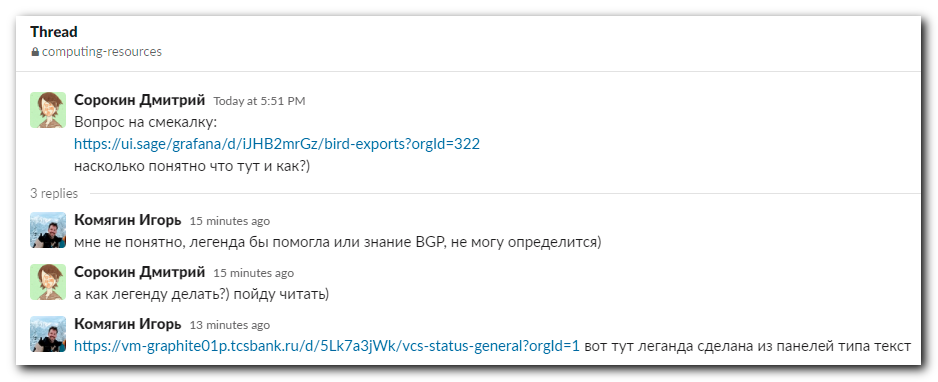 Thread
computing-resources
Сорокин Дмитрий Today at 5:51 PM
Вопрос на смекалку:
https://ui.sage/grafana/d/iJHB2mrGz/bird-exports?orgId=322
насколько понятно что тут и как?)
3 replies
Комягин Игорь 15 minutes ago
мне не понятно, легенда бы помогла или знание BGP, не могу определится)
Сорокин Дмитрий 15 minutes ago
а как легенду делать?) пойду читать)
Комягин Игорь 13 minutes ago
https://vm-graphite01p.tcsbank.ru/d/5Lk7a3jWk/vcs-status-general?orgId=1 вот тут леганда сделана из панелей типа текст